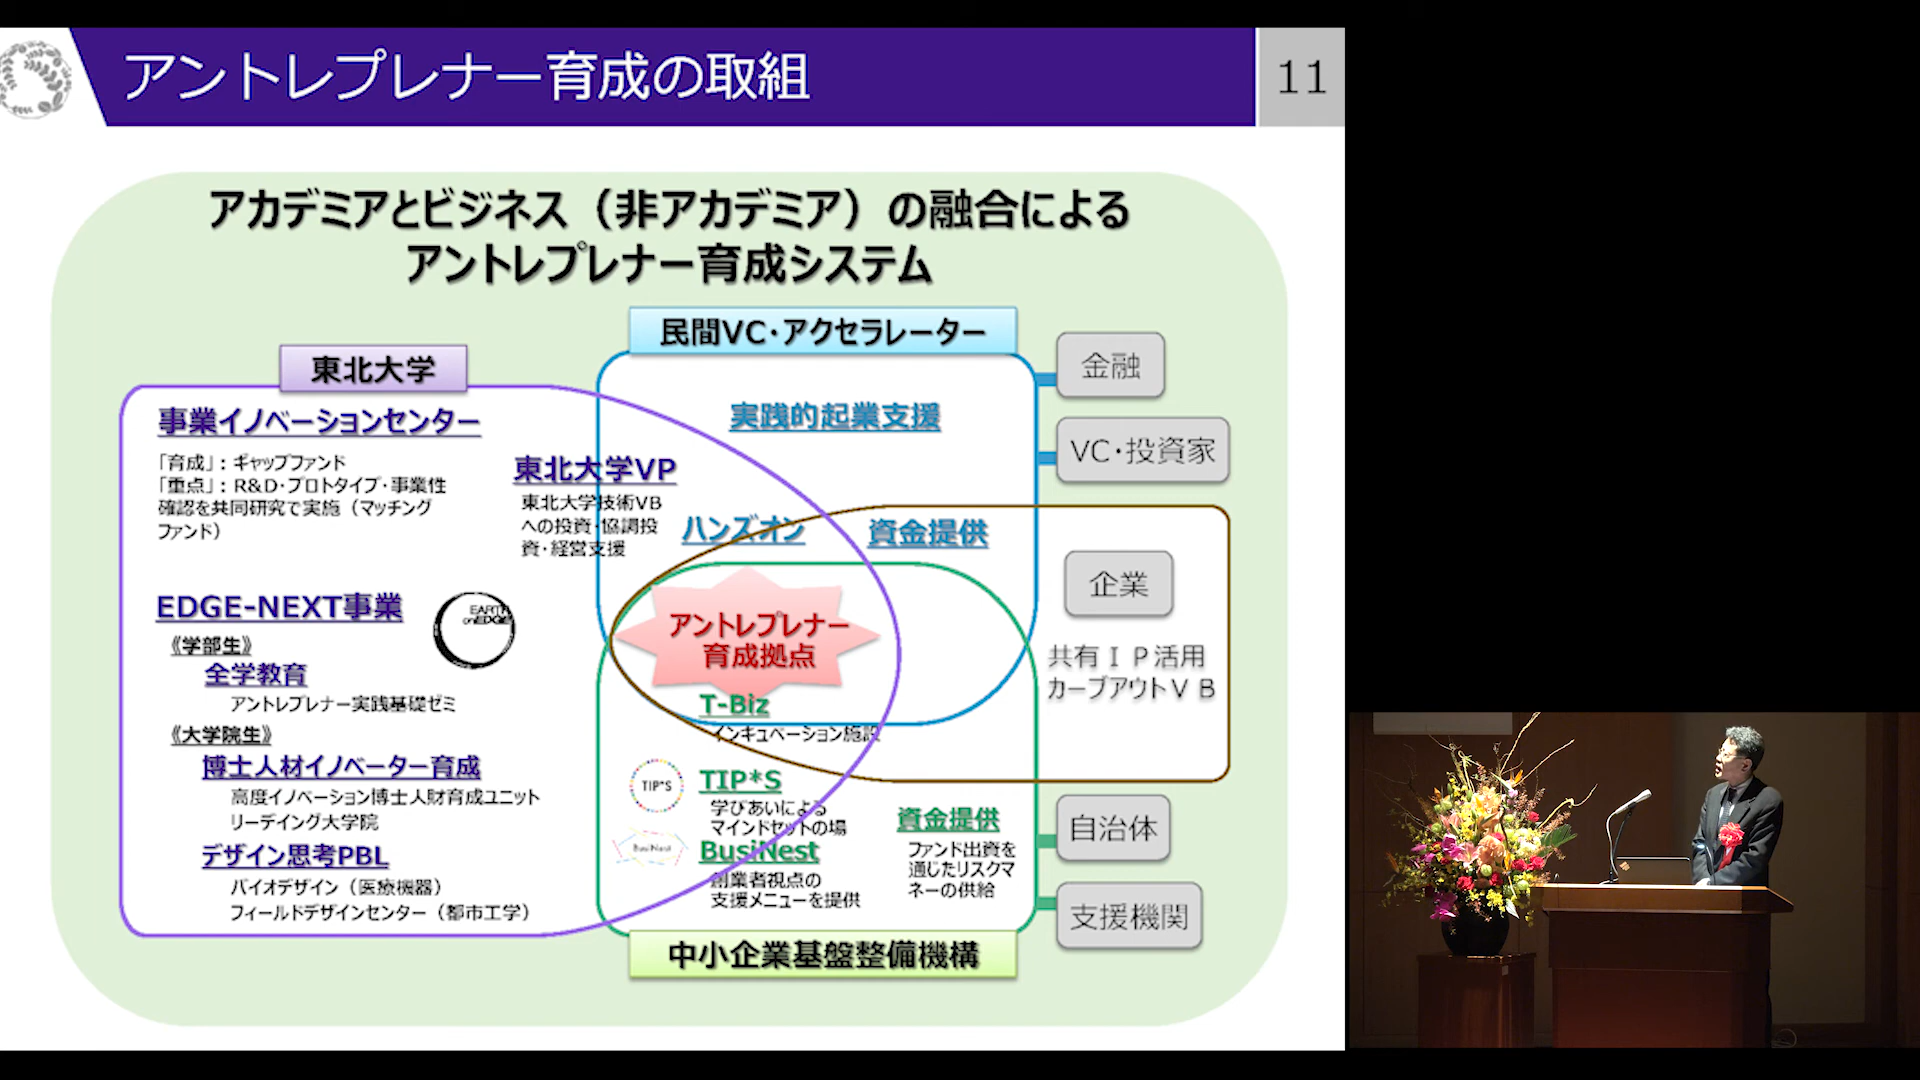 アントレプレナー育成の取組
11
アカデミアとビジネス（非アカデミア）の融合による
アントレプレナー育成システム
民間VC・アクセラレーター
東北大学
金融
VC・投資家
事業イノベーションセンター
「育成」：ギャップファンド
「重点」：R&D・プロトタイプ・事業性
確認を共同研究で実施（マッチング
ファンド）
実践的起業支援
東北大学VP
東北大学技術VB
への投資・協調投
資・経営支援
ハンズオン
資金提供
企業
共有ＩＰ活用
カーブアウトＶＢ
EDGE-NEXT事業
EARTH
on EDGE
《学部生》
全学教育
アントレプレナー実践基礎ゼミ
《大学院生》
博士人材イノベーター育成
高度イノベーション博士人財育成ユニット
リーデイング大学院
デザイン思考PBL
バイオデザイン（医療機器）
フィールドデザインセンター（都市工学）
アントレプレナー
育成拠点
T-Biz
インキュベーション施設
TIP*S
TIP*S
学びあいによる
マインドセットの場
BusiNest
BusiNest
創業者視点の
支援メニューを提供
資金提供
ファンド出資を
通じたリスクマ
ネーの供給
自治体
支援機関
中小企業基盤整備機構